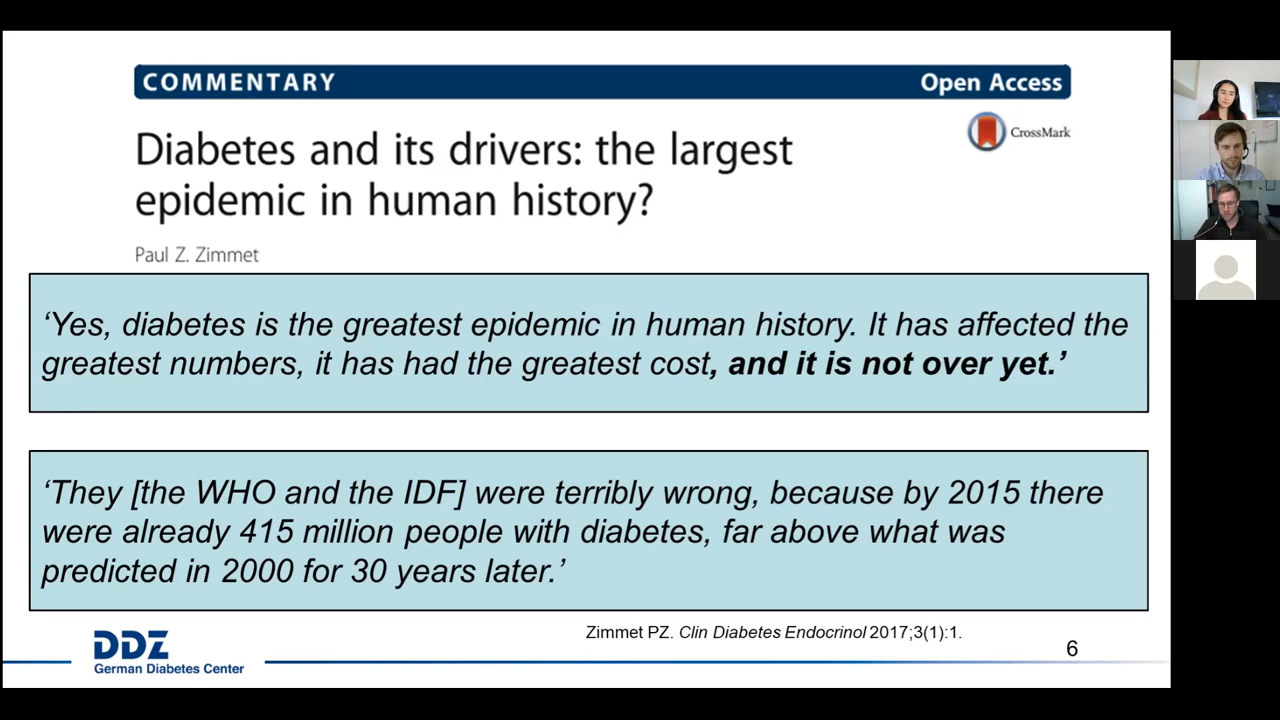 COMMENTARY Open Access
CrossMark
Diabetes and its drivers: the largest
epidemic in human history?
Paul Z. Zimmet
‘Yes, diabetes is the greatest epidemic in human history. It has affected the
greatest numbers, it has had the greatest cost, and it is not over yet.’
‘They [the WHO and the IDF] were terribly wrong, because by 2015 there
were already 415 million people with diabetes, far above what was
predicted in 2000 for 30 years later.’
Zimmet PZ. Clin Diabetes Endocrinol 2017;3(1):1.
6
DDZ
German Diabetes Center